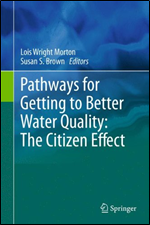 Lois Wright Morton
Susan S. Brown Editors
Pathways for
Getting to Better
Water Quality:
The Citizen Effect
Springer